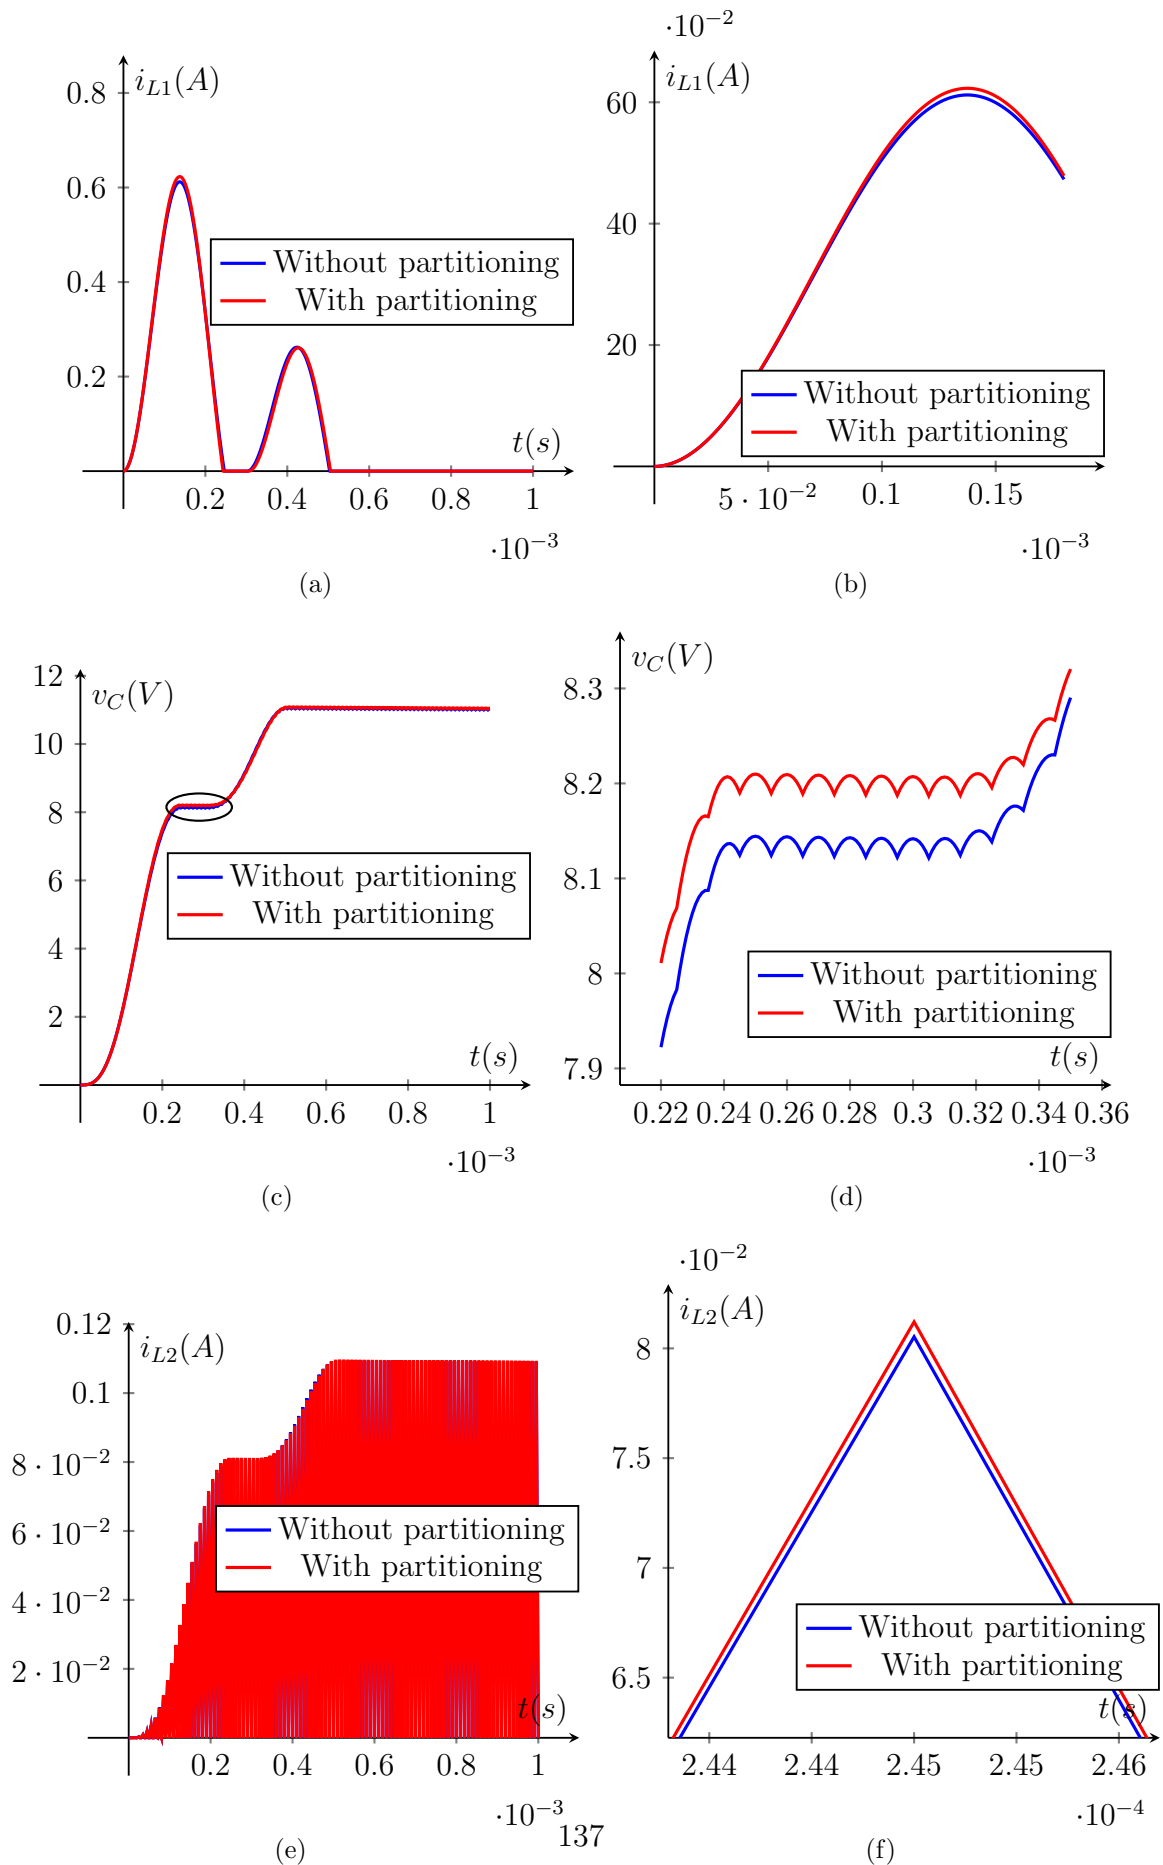 i_{L1}(A)
0.8
0.6
0.4
0.2
Without partitioning
With partitioning
t(s)
0.2 0.4 0.6 0.8 1
·10^{−3}
(a)
·10^{−2}
i_{L1}(A)
60
40
20
Without partitioning
With partitioning
5 · 10^{−2} 0.1 0.15
·10^{−3}
(b)
v_C(V)
12
10
8
6
4
2
Without partitioning
With partitioning
t(s)
0.2 0.4 0.6 0.8 1
·10^{−3}
(c)
v_C(V)
8.3
8.2
8.1
8
7.9
Without partitioning
With partitioning
t(s)
0.22 0.24 0.26 0.28 0.3 0.32 0.34 0.36
·10^{−3}
(d)
i_{L2}(A)
0.12
0.1
8 · 10^{−2}
6 · 10^{−2}
4 · 10^{−2}
2 · 10^{−2}
Without partitioning
With partitioning
t(s)
0.2 0.4 0.6 0.8 1
·10^{−3}
(e)
·10^{−2}
i_{L2}(A)
8
7.5
7
6.5
Without partitioning
With partitioning
t(s)
2.44 2.44 2.45 2.45 2.46
·10^{−4}
(f)
137